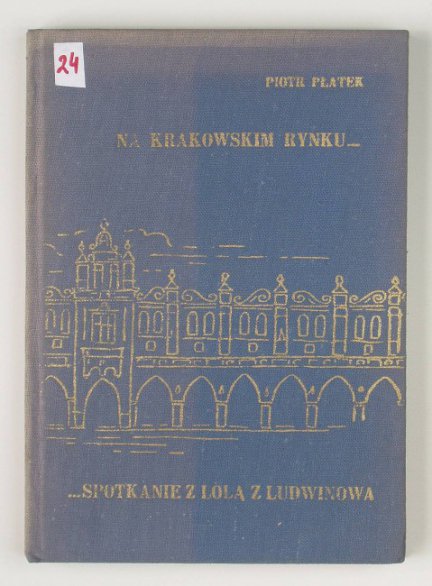 24
PIOTR PŁATEK
NA KRAKOWSKIM RYNKU...
...SPOTKANIE Z LOLĄ Z LUDWINOWA